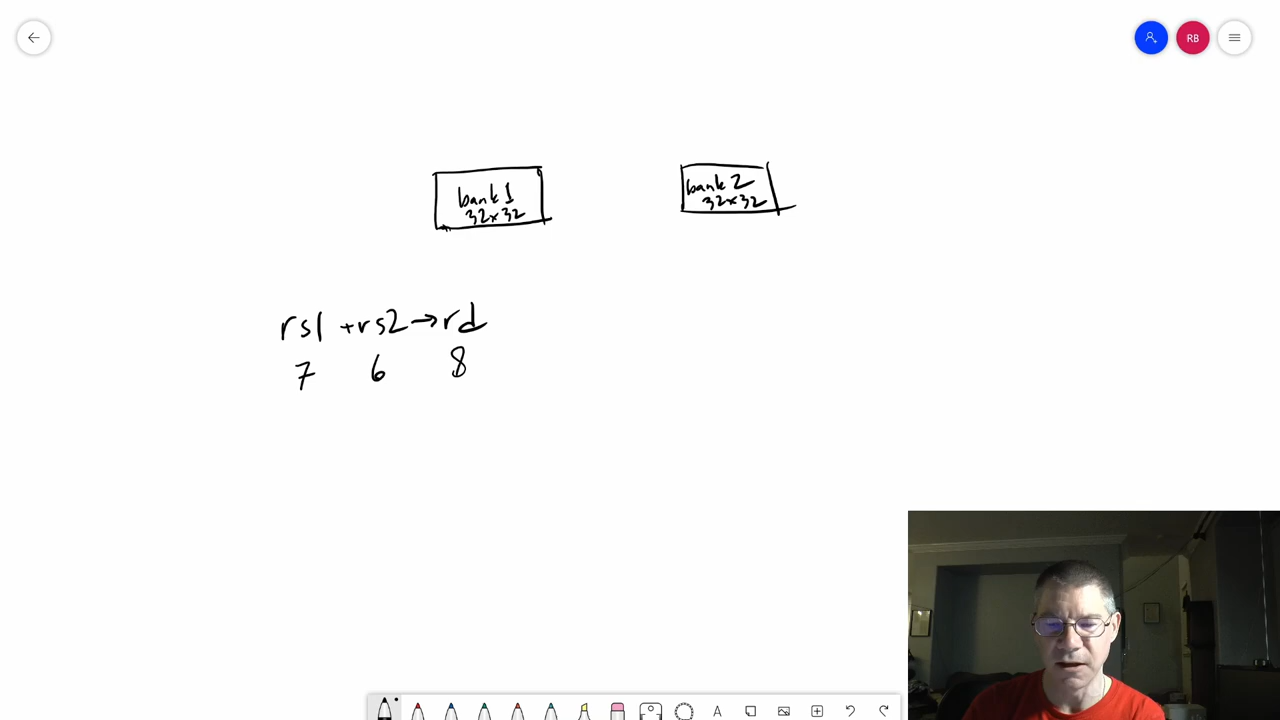 RB
bank 1
32x32
bank 2
32x32
rs1 + rs2 → rd
7 6 8
A